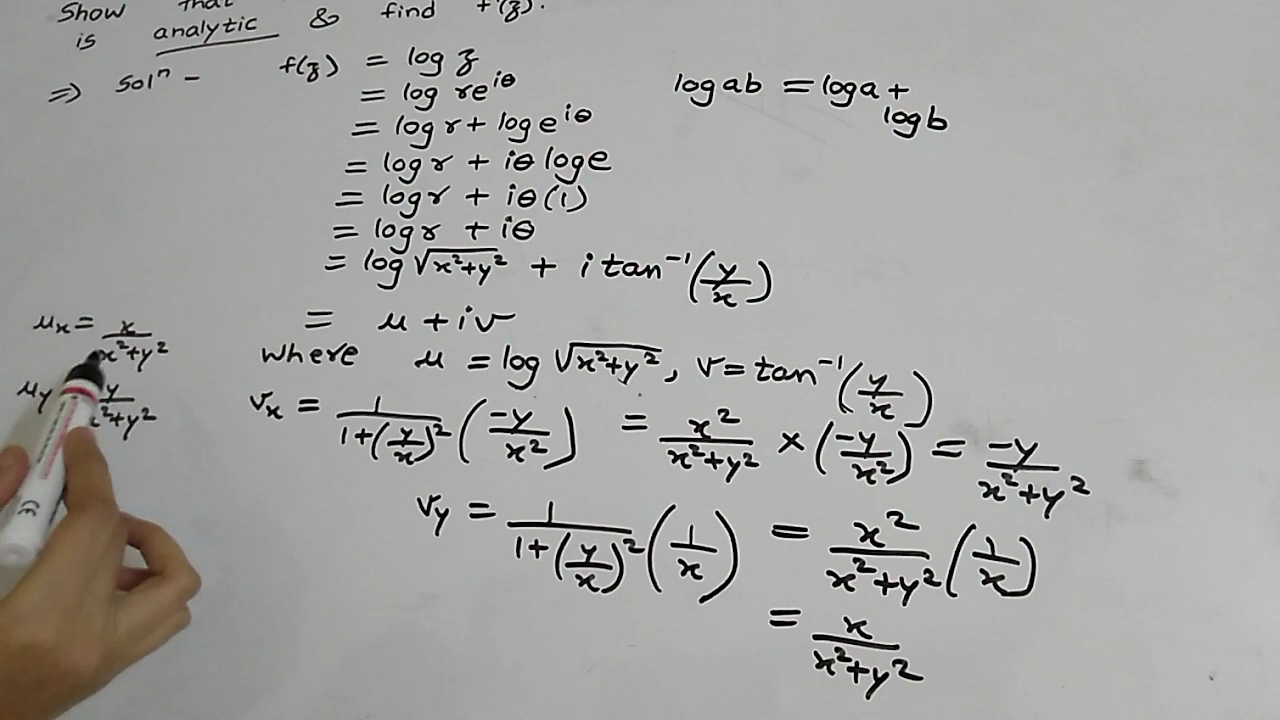 Show that
is analytic & find f'(z).
⇒ Solⁿ – f(z) = log z
= log re^{iθ}
= log r + log e^{iθ}
= log r + iθ log e
= log r + iθ(1)
= log r + iθ
= log √(x²+y²) + i tan⁻¹(y/x)
= u + iv
where u = log √(x²+y²), v = tan⁻¹(y/x)
v_x = 1/(1+(y/x)²) (-y/x²) = x²/(x²+y²) × (-y/x²) = -y/(x²+y²)
v_y = 1/(1+(y/x)²) (1/x) = x²/(x²+y²) (1/x)
= x/(x²+y²)
log ab = log a +
log b
u_x = x/(x²+y²)
u_y y/(x²+y²)